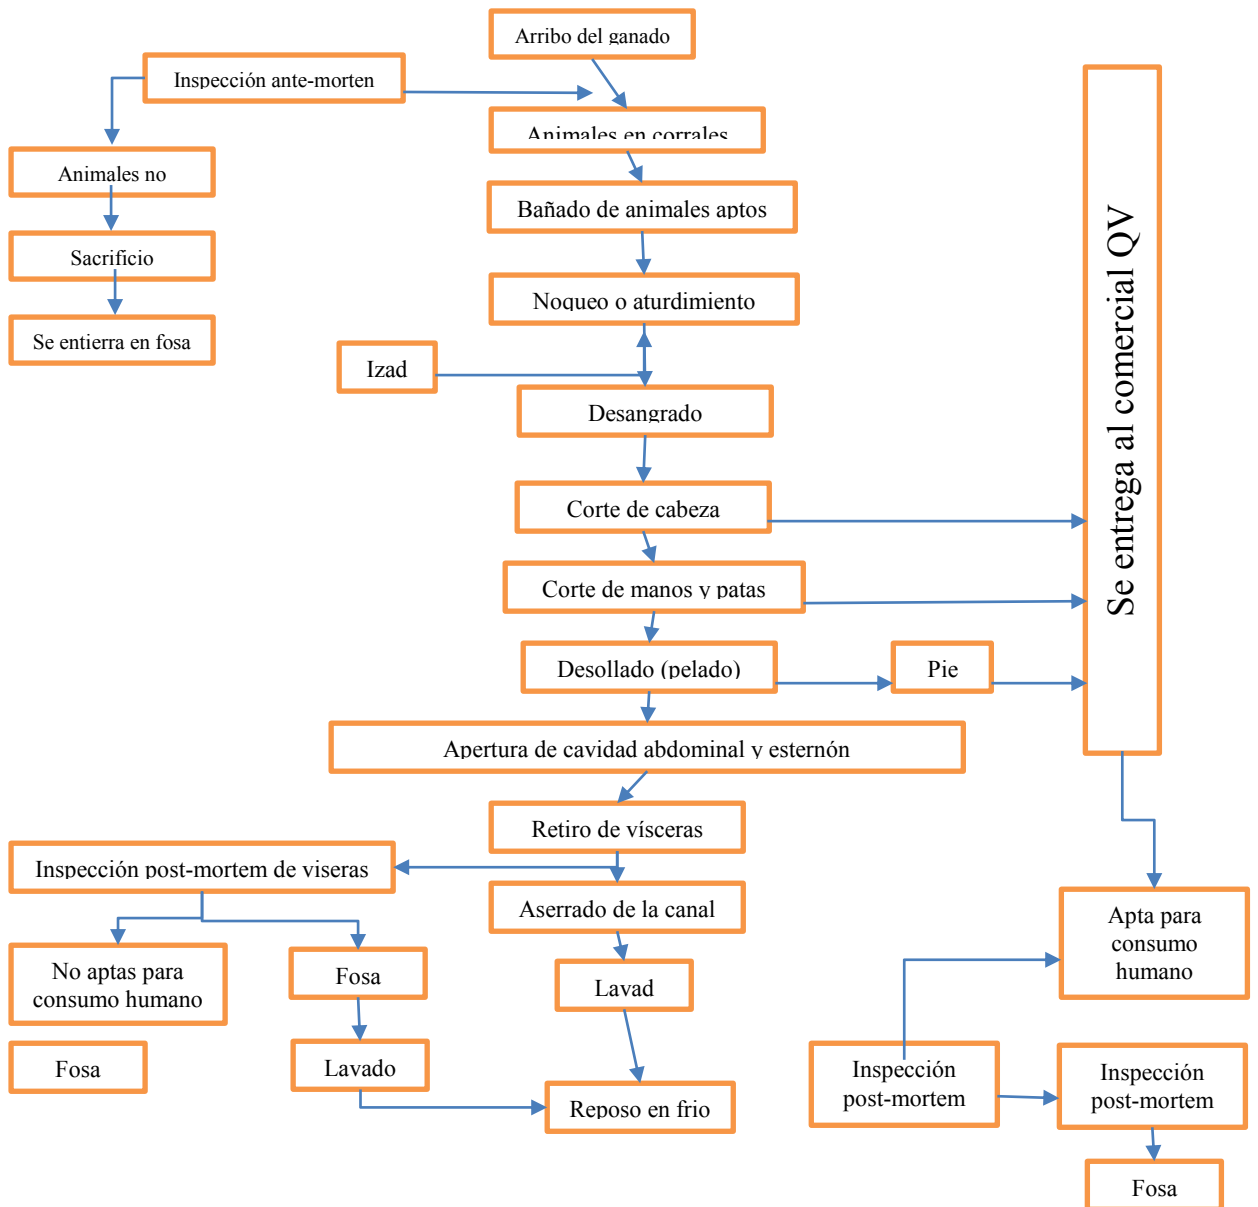 Arribo del ganado
Inspección ante-morten
Animales en corrales
Animales no
Bañado de animales aptos
Sacrificio
Noqueo o aturdimiento
Se entierra en fosa
Izad
Desangrado
Corte de cabeza
Corte de manos y patas
Desollado (pelado)
Pie
Se entrega al comercial QV
Apertura de cavidad abdominal y esternón
Retiro de vísceras
Inspección post-mortem de viseras
Aserrado de la canal
Apta para
consumo
humano
No aptas para
consumo humano
Fosa
Lavad
Fosa
Lavado
Reposo en frio
Inspección
post-mortem
Inspección
post-mortem
Fosa